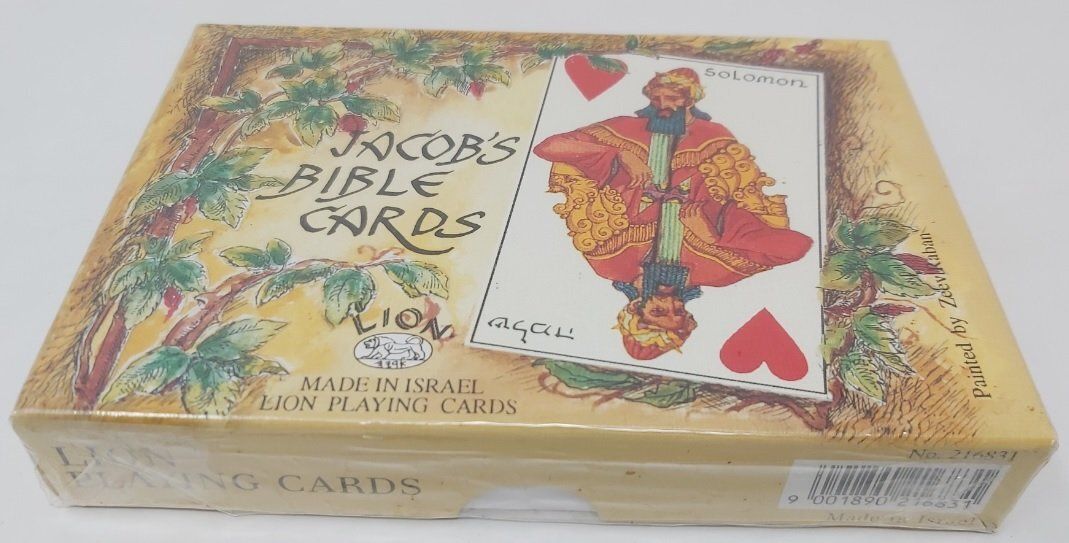 JACOB'S
BIBLE
CARDS
SOLOMON
שלמה
LION
MADE IN ISRAEL
LION PLAYING CARDS
Painted by Zeev Raban
LION
PLAYING CARDS
No. 216831
9 001890 216831
Made in Israel